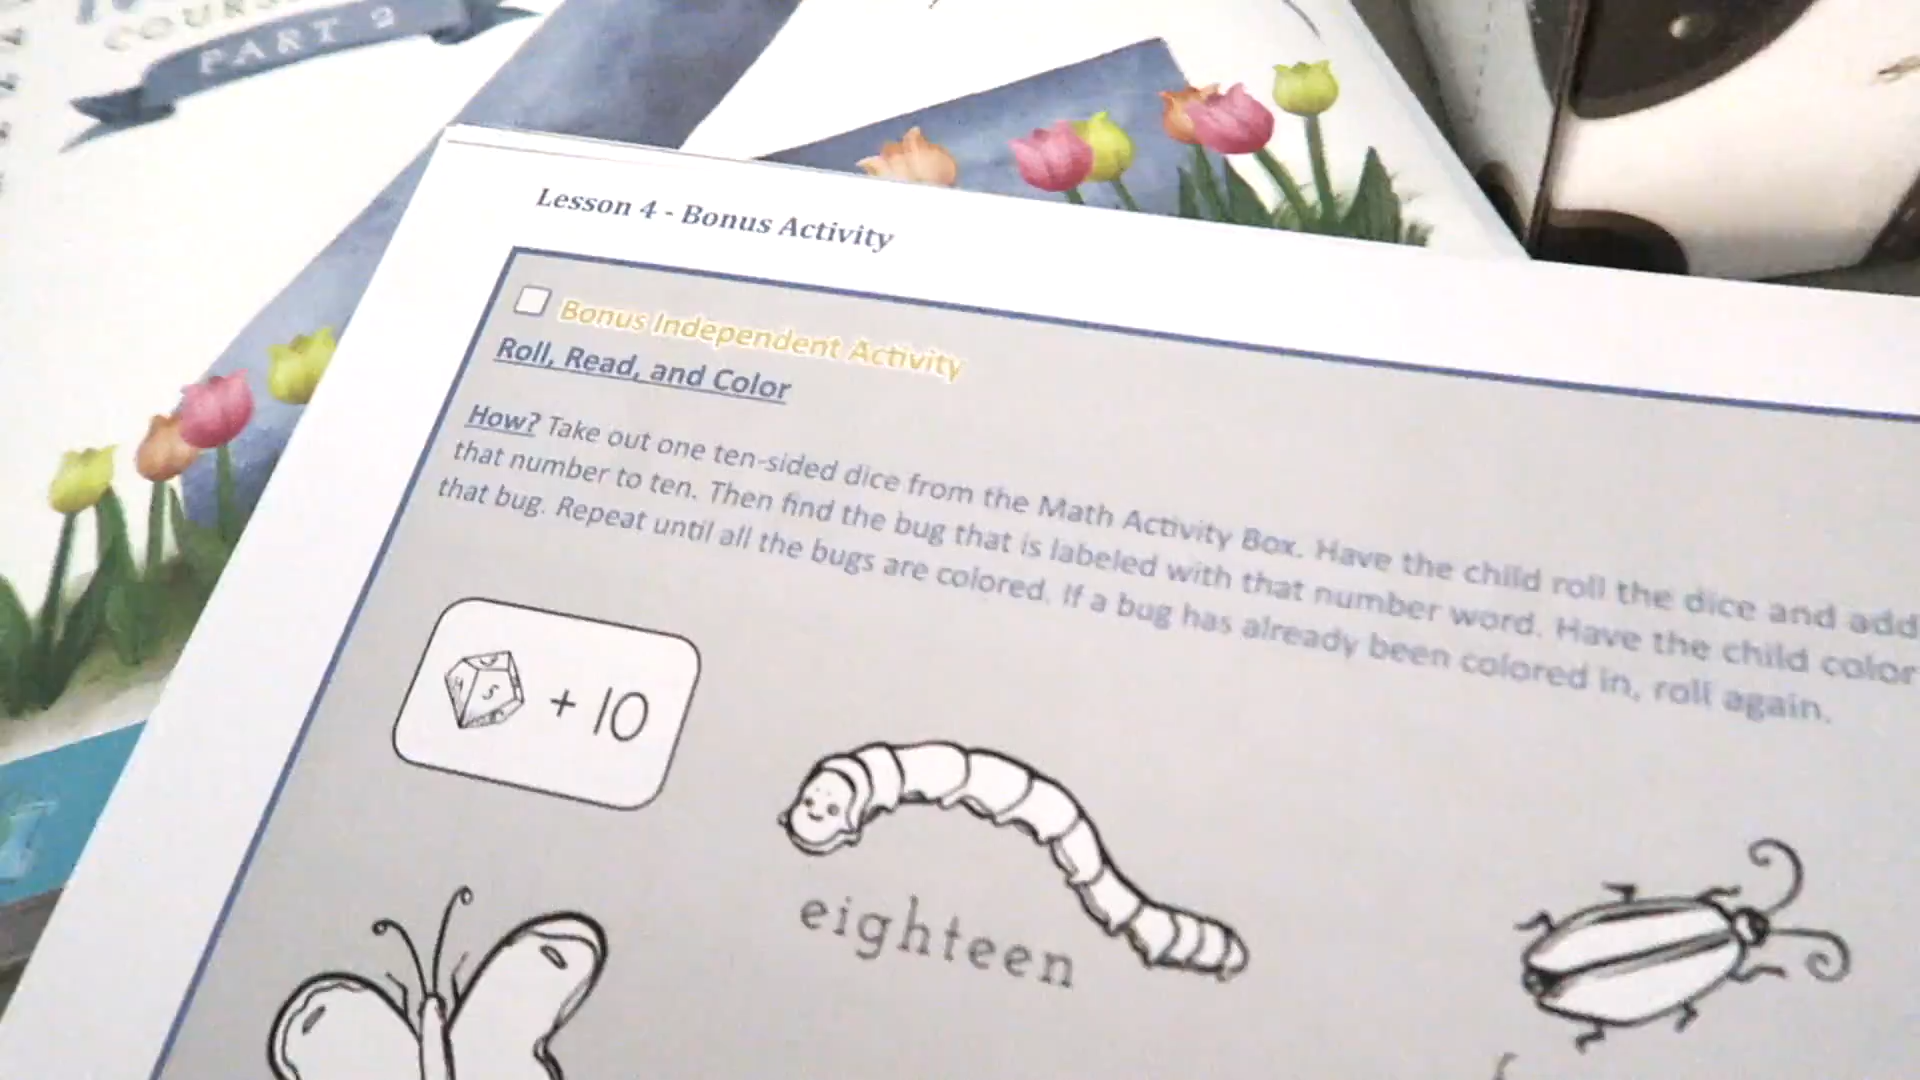 PART 2
Lesson 4 - Bonus Activity
Bonus Independent Activity
Roll, Read, and Color
How? Take out one ten-sided dice from the Math Activity Box. Have the child roll the dice and add
that number to ten. Then find the bug that is labeled with that number word. Have the child color
that bug. Repeat until all the bugs are colored. If a bug has already been colored in, roll again.
5
+ 10
eighteen